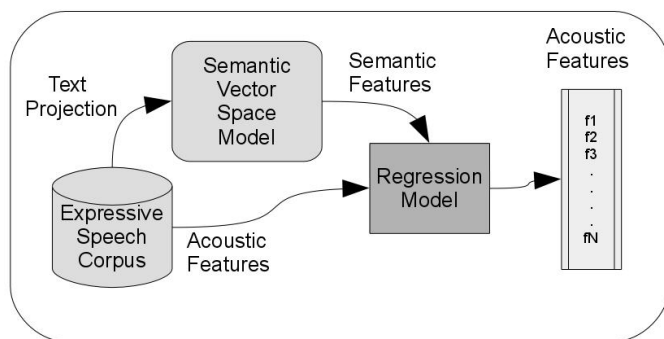 Text
Projection
Semantic
Vector
Space
Model
Semantic
Features
Acoustic
Features
f1
f2
f3
.
.
.
.
fN
Regression
Model
Expressive
Speech
Corpus
Acoustic
Features